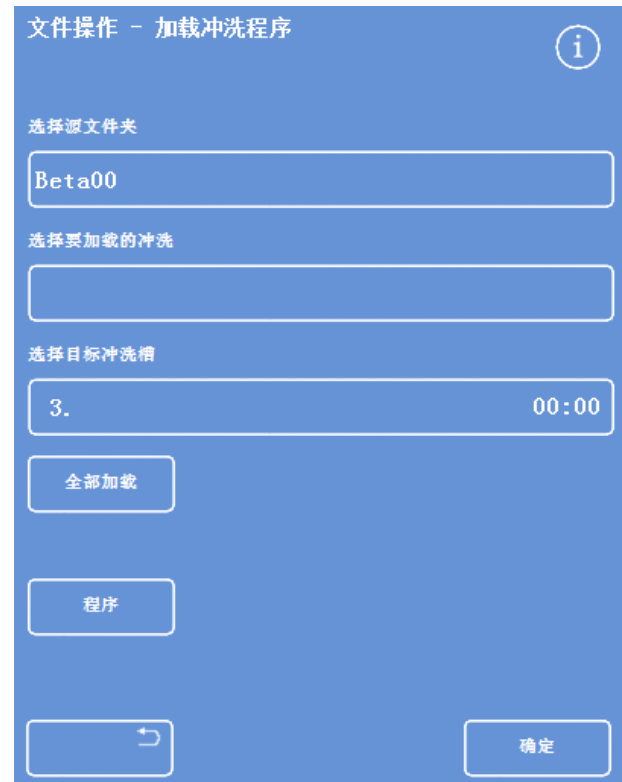 文件操作 - 加载冲洗程序
i
选择源文件夹
Beta00
选择要加载的冲洗
选择目标冲洗槽
3. 00:00
全部加载
程序
确定